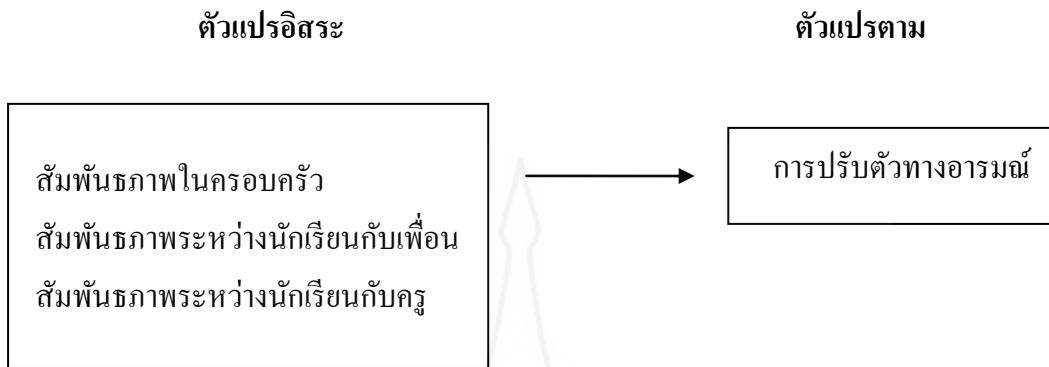 ตัวแปรอิสระ
ตัวแปรตาม
สัมพันธภาพในครอบครัว
สัมพันธภาพระหว่างนักเรียนกับเพื่อน
สัมพันธภาพระหว่างนักเรียนกับครู
การปรับตัวทางอารมณ์